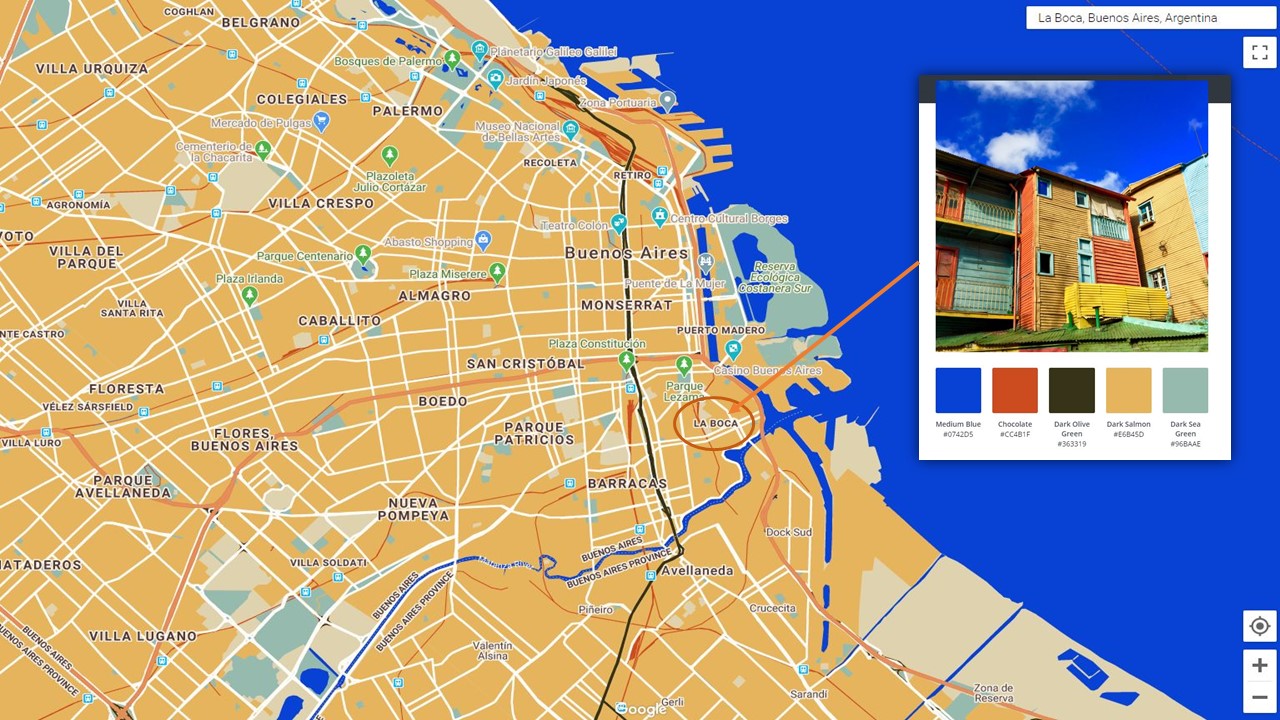 COGHLAN
BELGRANO
La Boca, Buenos Aires, Argentina
Planetario Galileo Galilei
Bosques de Palermo
VILLA URQUIZA
Jardín Japonés
COLEGIALES
Zona Portuaria
PALERMO
Mercado de Pulgas
Museo Nacional
de Bellas Artes
Cementerio de
la Chacarita
RECOLETA
Plazoleta
Julio Cortázar
RETIRO
AGRONOMÍA
VILLA CRESPO
Centro Cultural Borges
Teatro Colón
VOTO
Abasto Shopping
VILLA DEL
PARQUE
Parque Centenario
Buenos Aires
Reserva
Ecológica
Costanera Sur
Plaza Miserere
Plaza Irlanda
Puente de La Mujer
ALMAGRO
MONSERRAT
VILLA
SANTA RITA
CABALLITO
PUERTO MADERO
NTE CASTRO
Plaza Constitución
SAN CRISTÓBAL
Casino Buenos Aires
Parque
Lezama
FLORESTA
BOEDO
VÉLEZ SÁRSFIELD
LA BOCA
Medium Blue
#0742D5
Chocolate
#CC4B1F
Dark Olive
Green
#363319
Dark Salmon
#E6B45D
Dark Sea
Green
#96BAAE
FLORES,
BUENOS AIRES
PARQUE
PATRICIOS
VILLA LURO
PARQUE
AVELLANEDA
BARRACAS
NUEVA
POMPEYA
Dock Sud
BUENOS AIRES
BUENOS AIRES PROVINCE
MATADEROS
VILLA SOLDATI
Avellaneda
BUENOS AIRES
BUENOS AIRES PROVINCE
Piñeiro
Crucecita
VILLA LUGANO
BUENOS AIRES
BUENOS AIRES PROVINCE
Valentín
Alsina
Sarandí
Zona de
Reserva
Gerli
Google